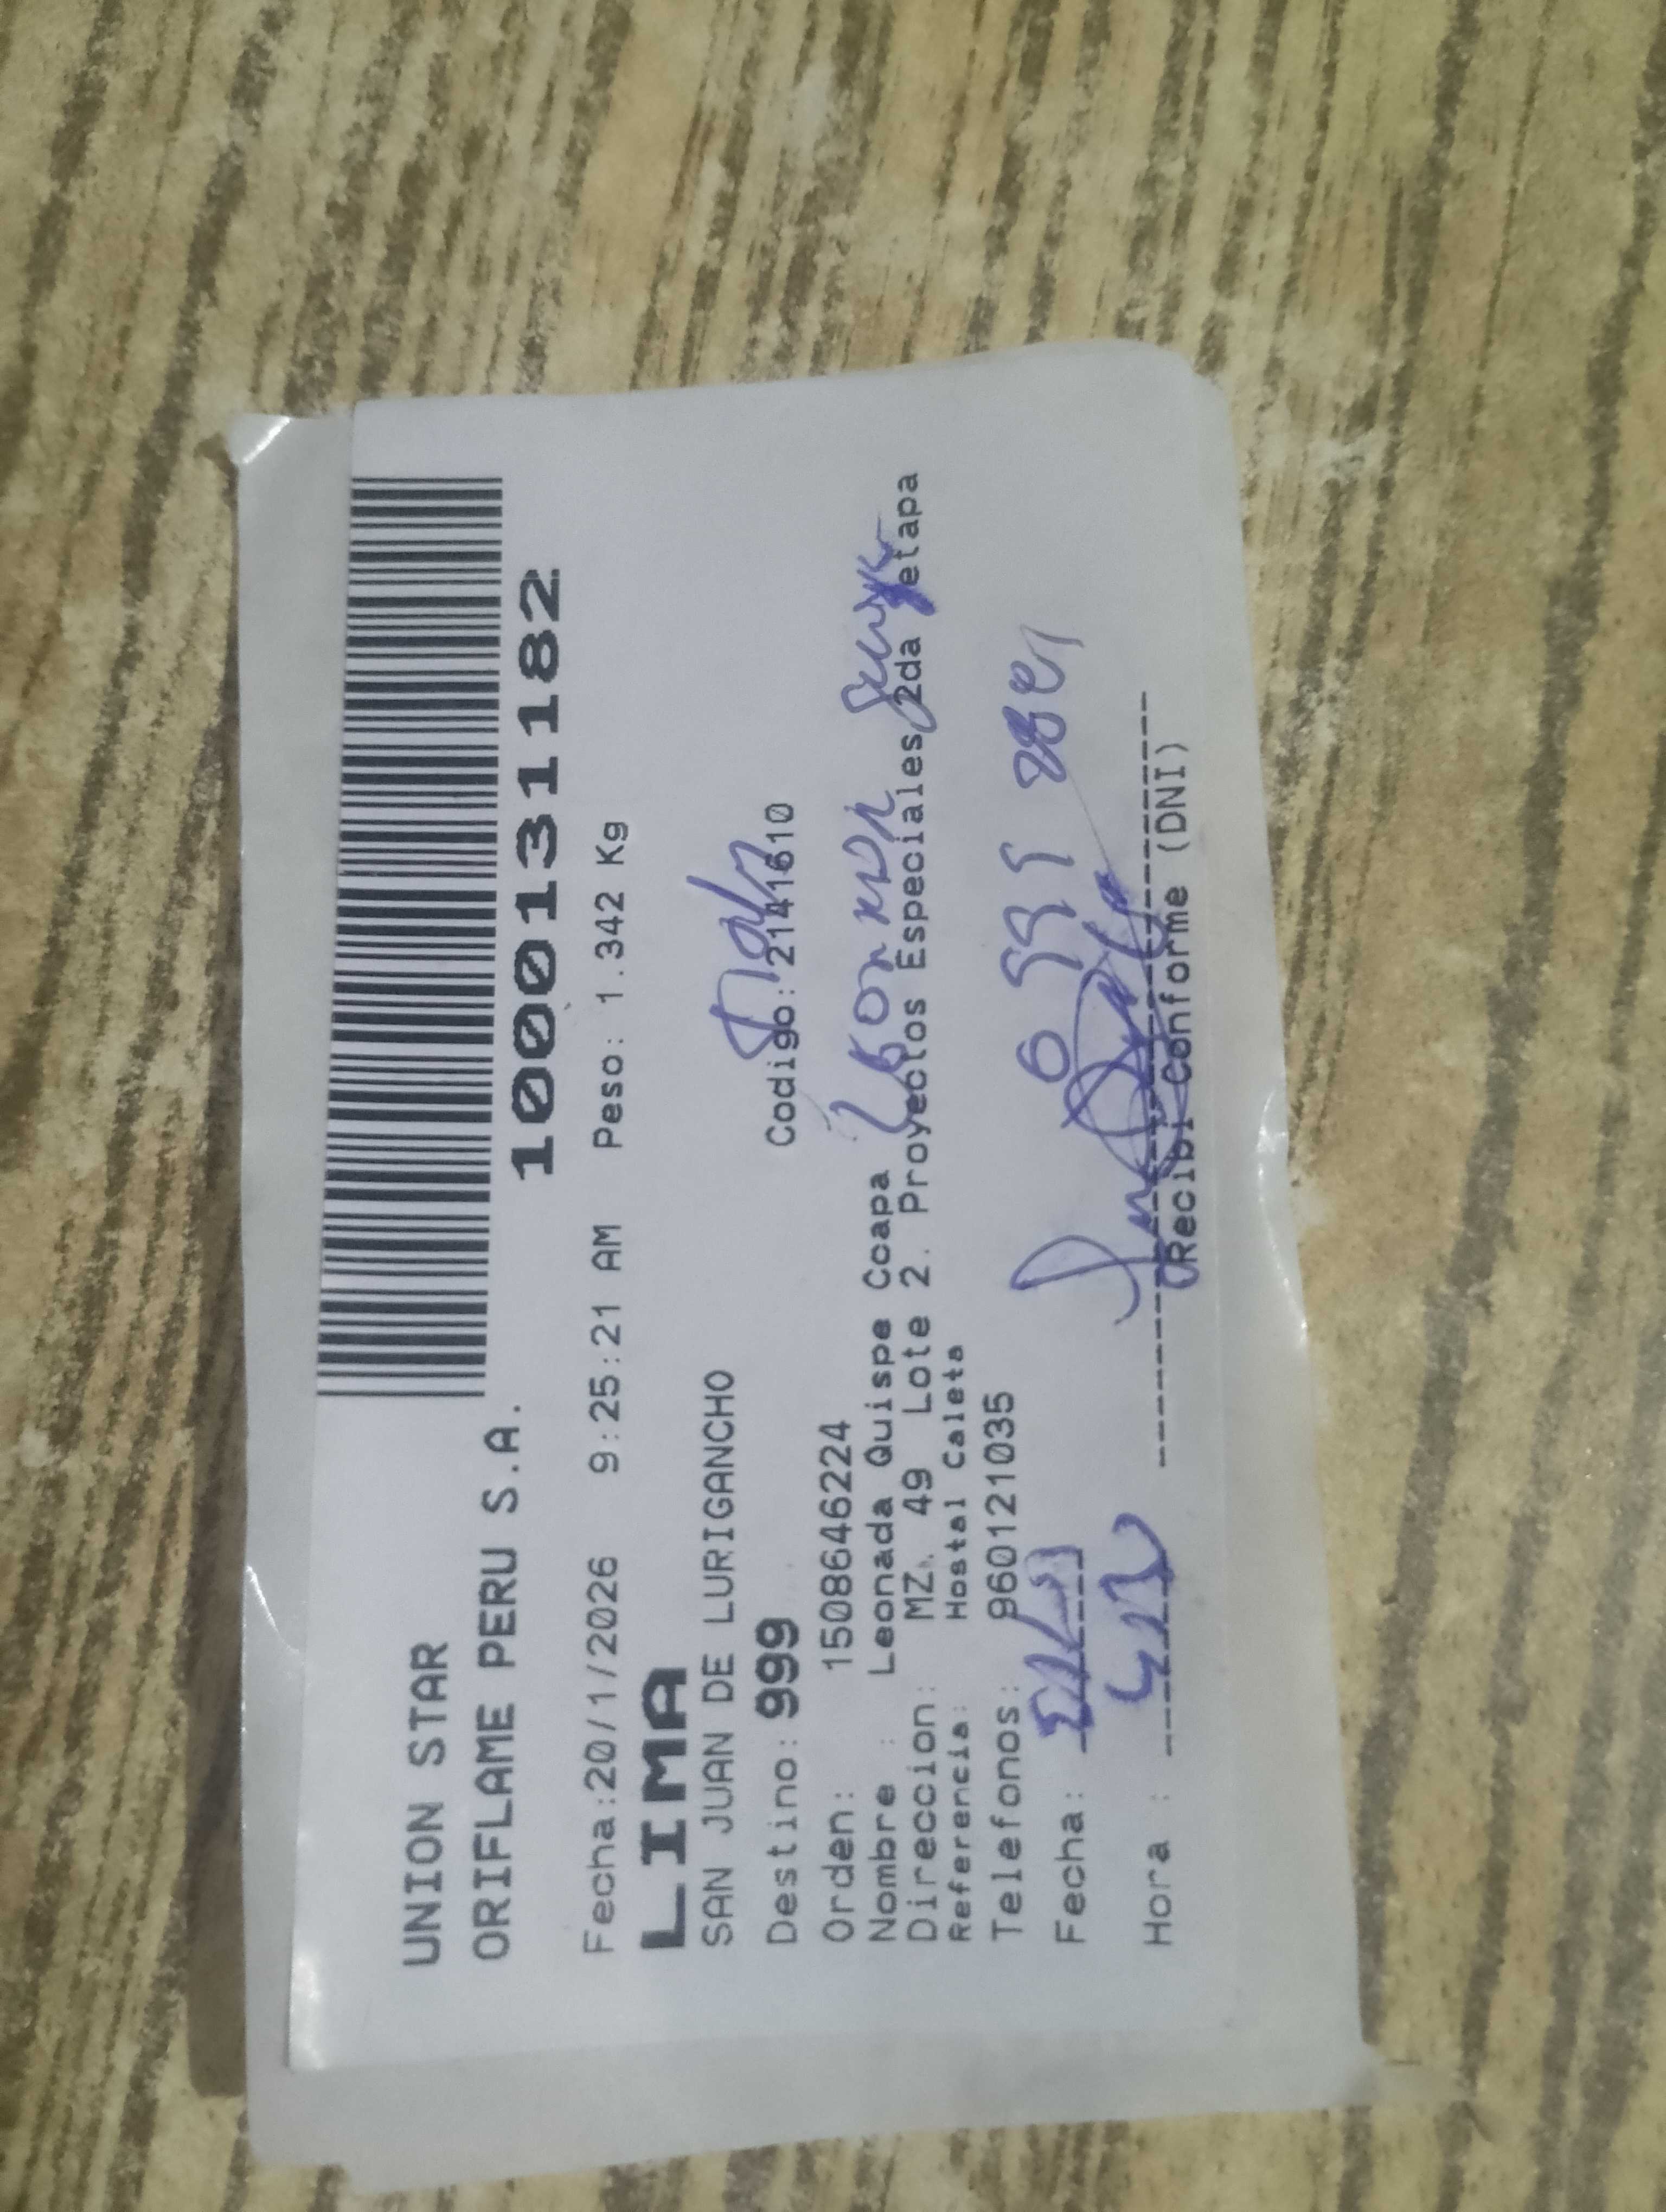 UNION STAR
ORIFLAME PERU S.A.
1000131182
Fecha:20/1/2026 9:25:21 AM Peso: 1.342 Kg
LIMA
SAN JUAN DE LURIGANCHO
Destino:999 Codigo:21441610
Orden: 1508646224
Nombre : Leonada Quispe Ccapa
Direccion: MZ. 49 Lote 2. Proyectos Especiales 2da etapa
Referencia: Hostal Caleta
Telefonos: 960121035
Fecha:
Hora :
(Recibi Conforme (DNI)